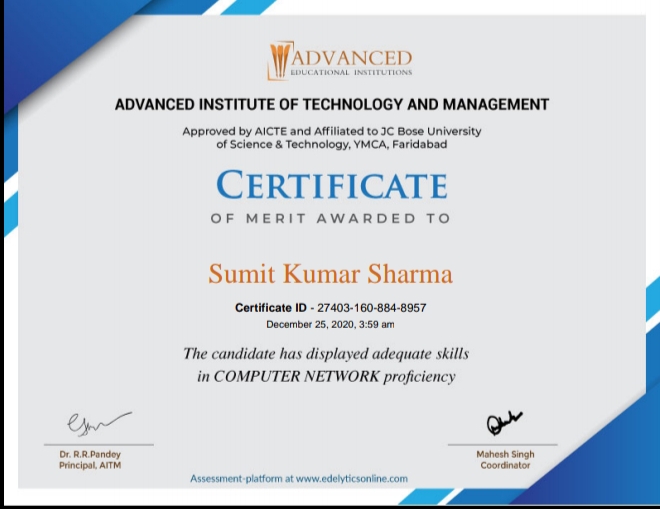 ADVANCED
EDUCATIONAL INSTITUTIONS
ADVANCED INSTITUTE OF TECHNOLOGY AND MANAGEMENT
Approved by AICTE and Affiliated to JC Bose University
of Science & Technology, YMCA, Faridabad
CERTIFICATE
OF MERIT AWARDED TO
Sumit Kumar Sharma
Certificate ID - 27403-160-884-8957
December 25, 2020, 3:59 am
The candidate has displayed adequate skills
in COMPUTER NETWORK proficiency
Dr. R.R.Pandey
Principal, AITM
Mahesh Singh
Coordinator
Assessment-platform at www.edelyticsonline.com